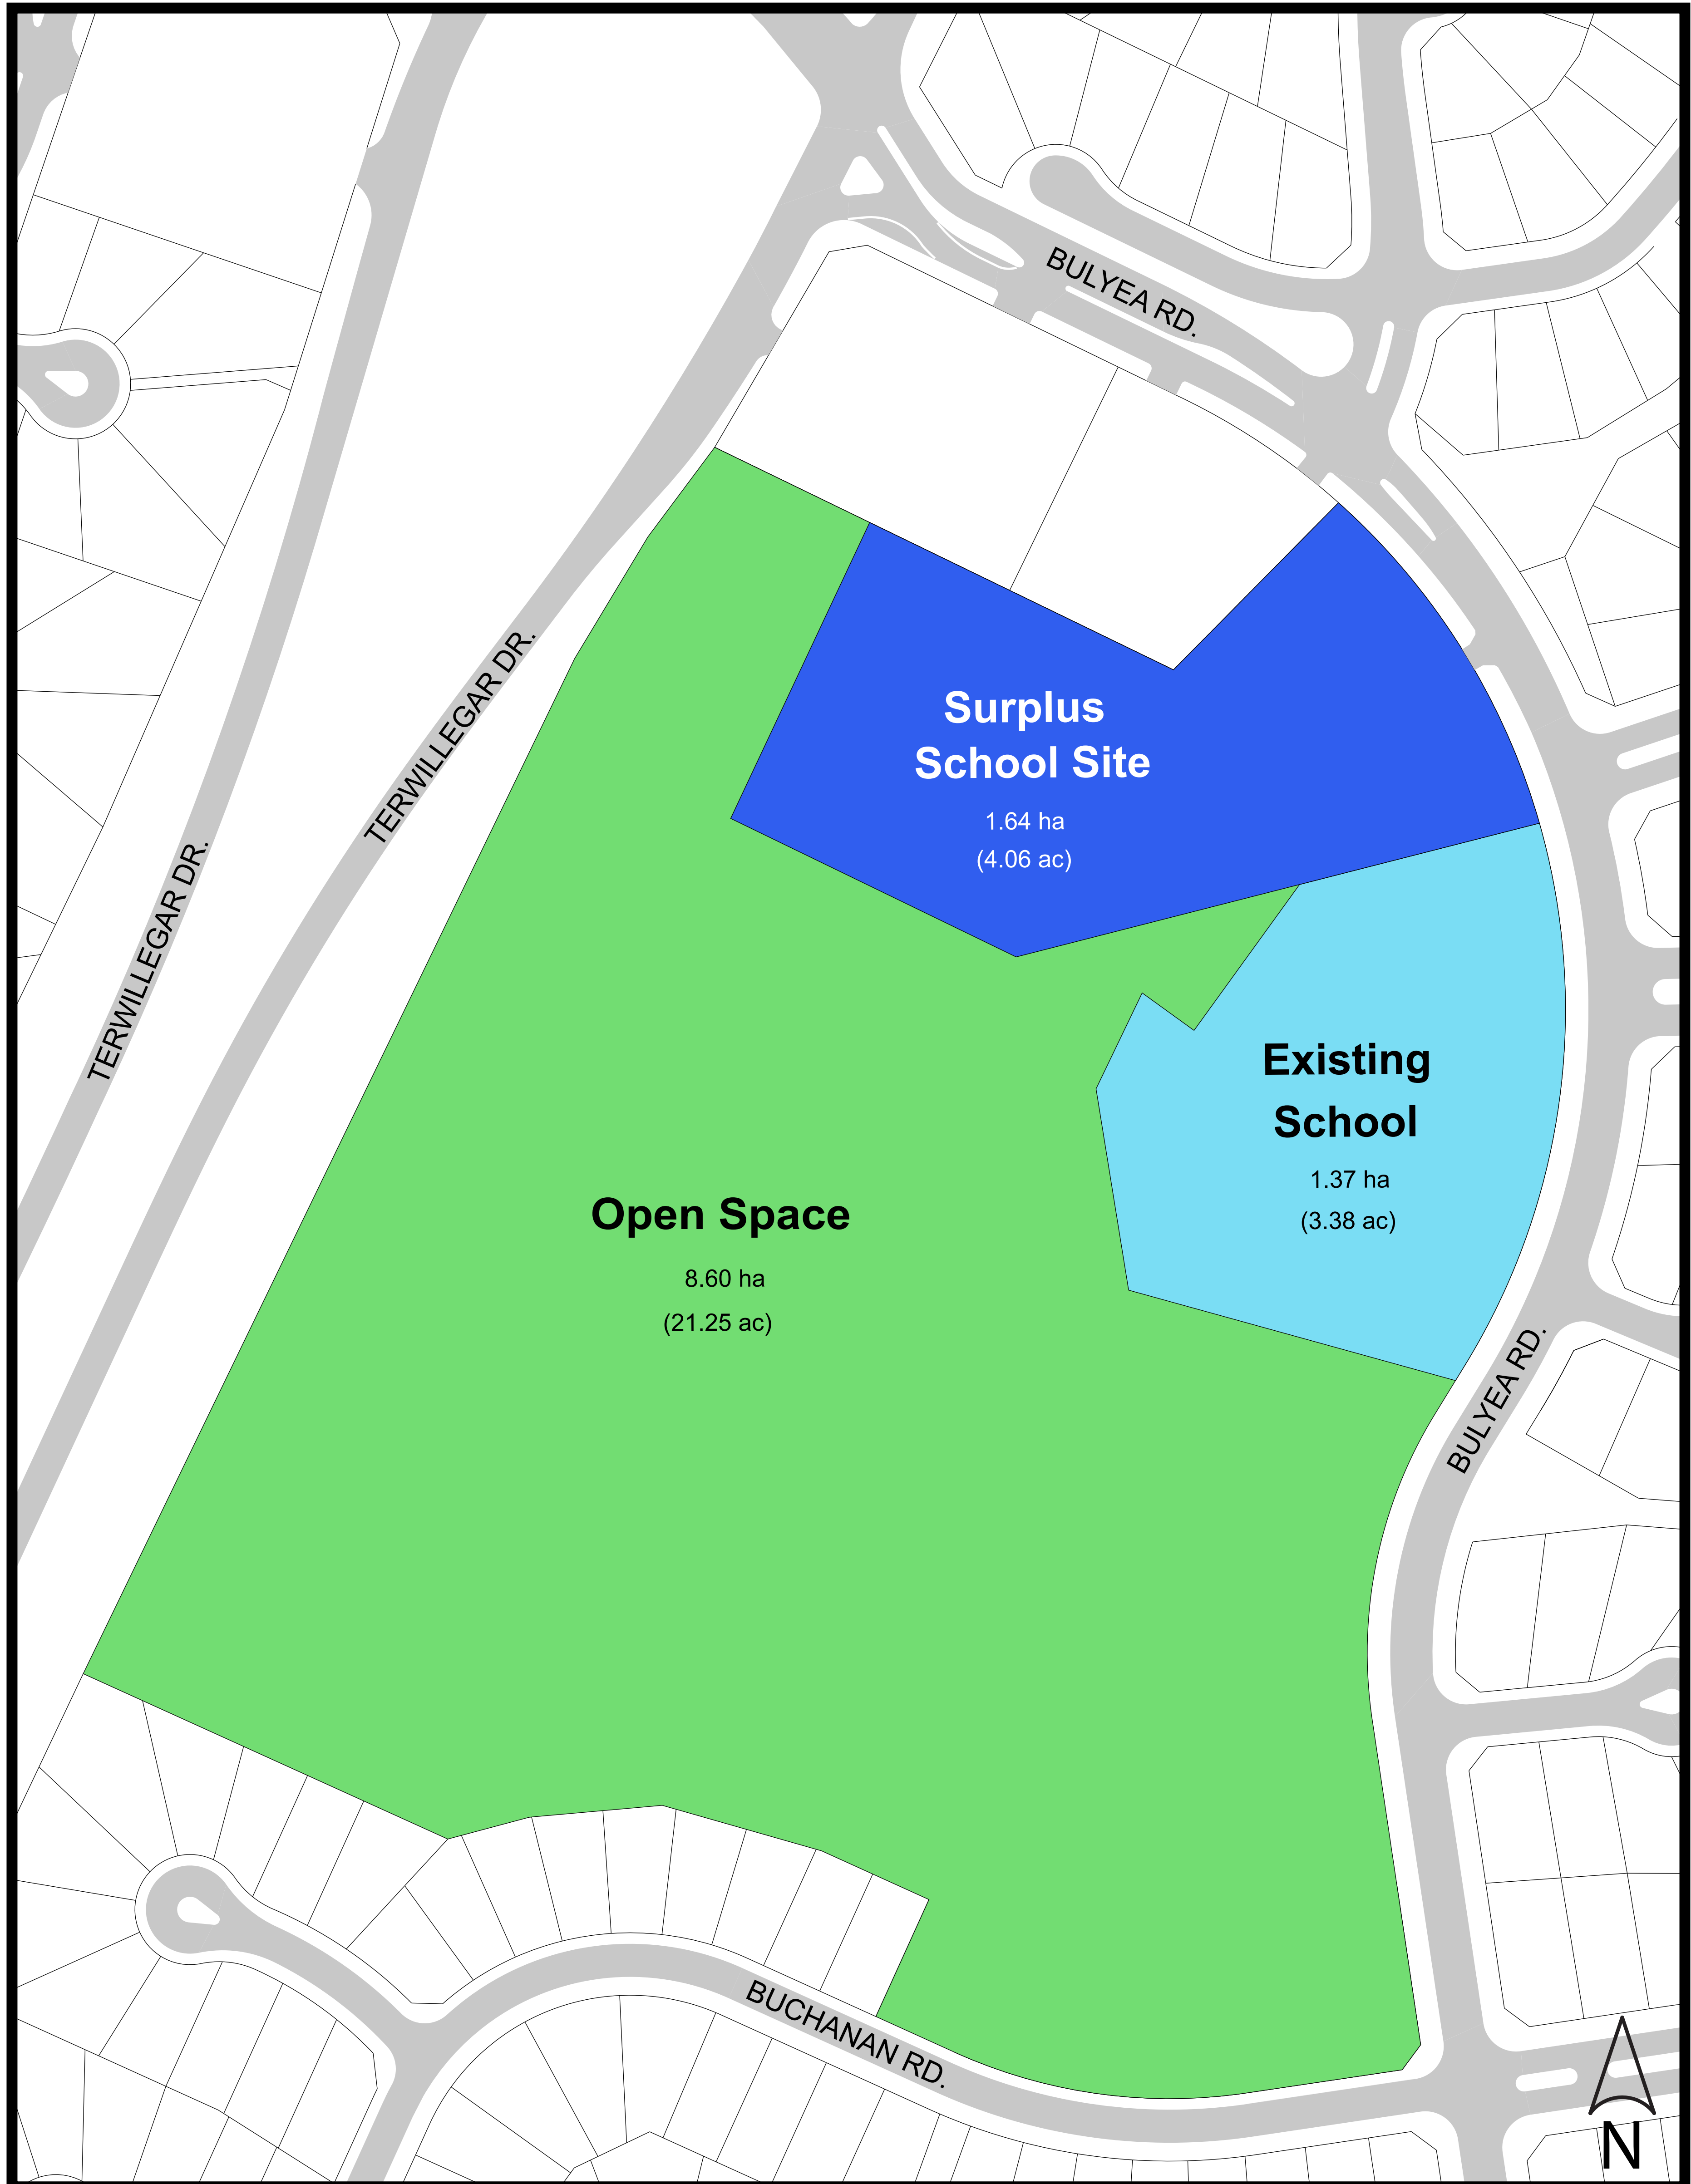 BULYEA RD.
TERWILLEGAR DR.
TERWILLEGAR DR.
Surplus
School Site
1.64 ha
(4.06 ac)
Existing
School
1.37 ha
(3.38 ac)
Open Space
8.60 ha
(21.25 ac)
BULYEA RD.
BUCHANAN RD.
N